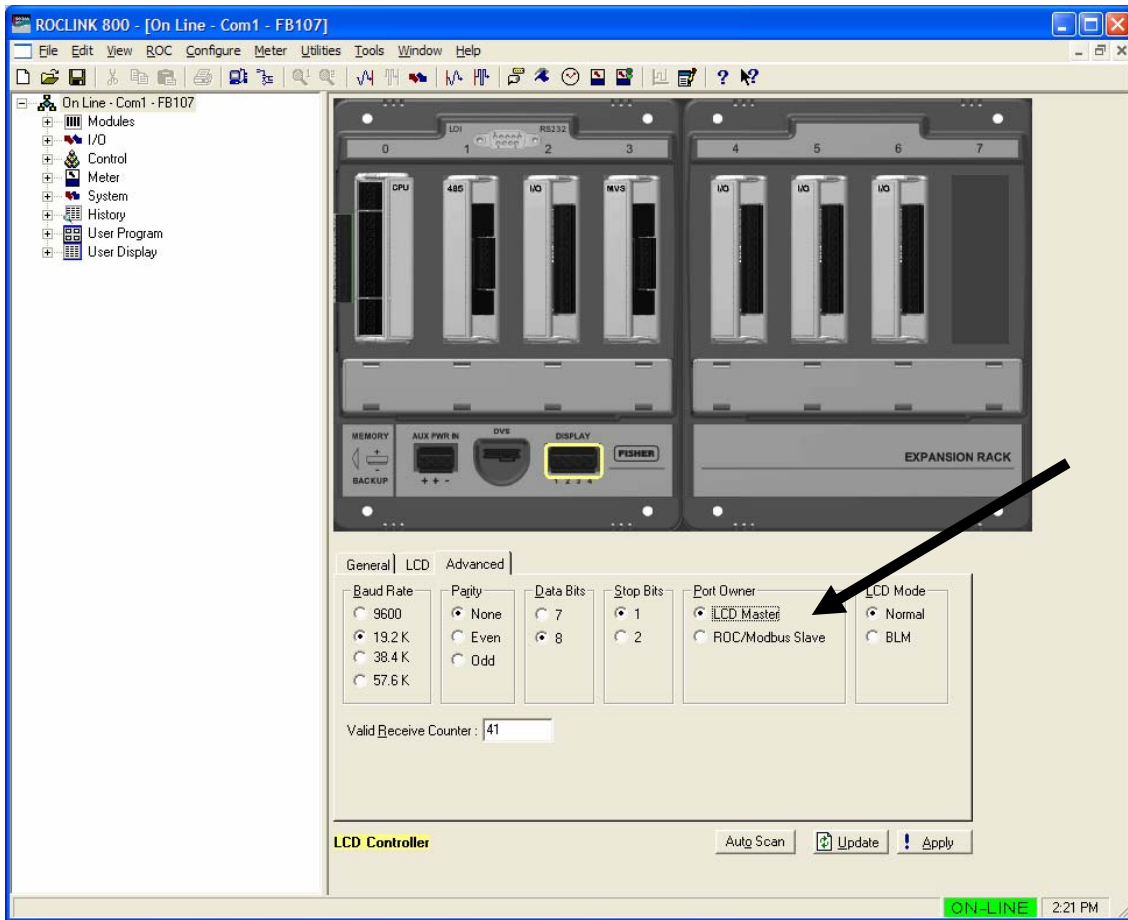 ROCLINK 800 - [On Line - Com1 - FB107]
File Edit View ROC Configure Meter Utilities Tools Window Help
On Line - Com1 - FB107
Modules
I/O
Control
Meter
System
History
User Program
User Display
LOI RS232
0 1 2 3 4 5 6 7
CPU 485 I/O MVS I/O I/O I/O
MEMORY AUX PWR IN DVS DISPLAY FISHER EXPANSION RACK
BACKUP + + - 1 2 3 4
General LCD Advanced
Baud Rate Parity Data Bits Stop Bits Port Owner LCD Mode
9600 None 7 1 LCD Master Normal
19.2 K Even 8 2 ROC/Modbus Slave BLM
38.4 K Odd
57.6 K
Valid Receive Counter : 41
LCD Controller Auto Scan Update Apply
ON-LINE 2:21 PM